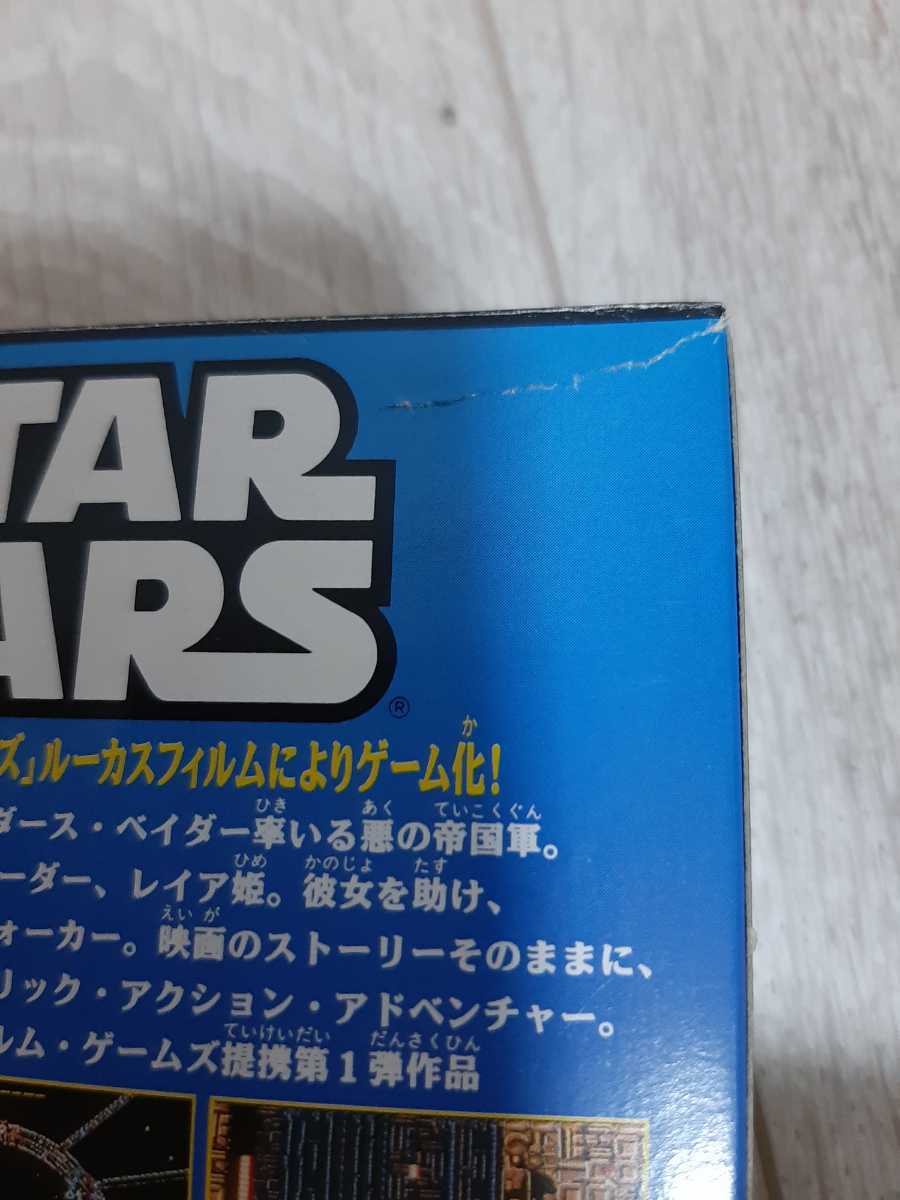 TAR
ARS®
ズ」ルーカスフィルムによりゲーム化!
ダース・ベイダー率いる悪の帝国軍。
ーダー、レイア姫。彼女を助け、
ォーカー。映画のストーリーそのままに、
リック・アクション・アドベンチャー。
ルム・ゲームズ提携第1弾作品